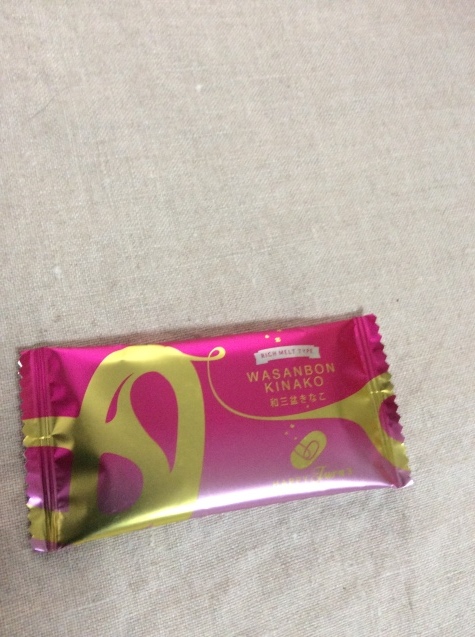 RICH MELT TYPE
WASANBON
KINAKO
和三盆きなこ